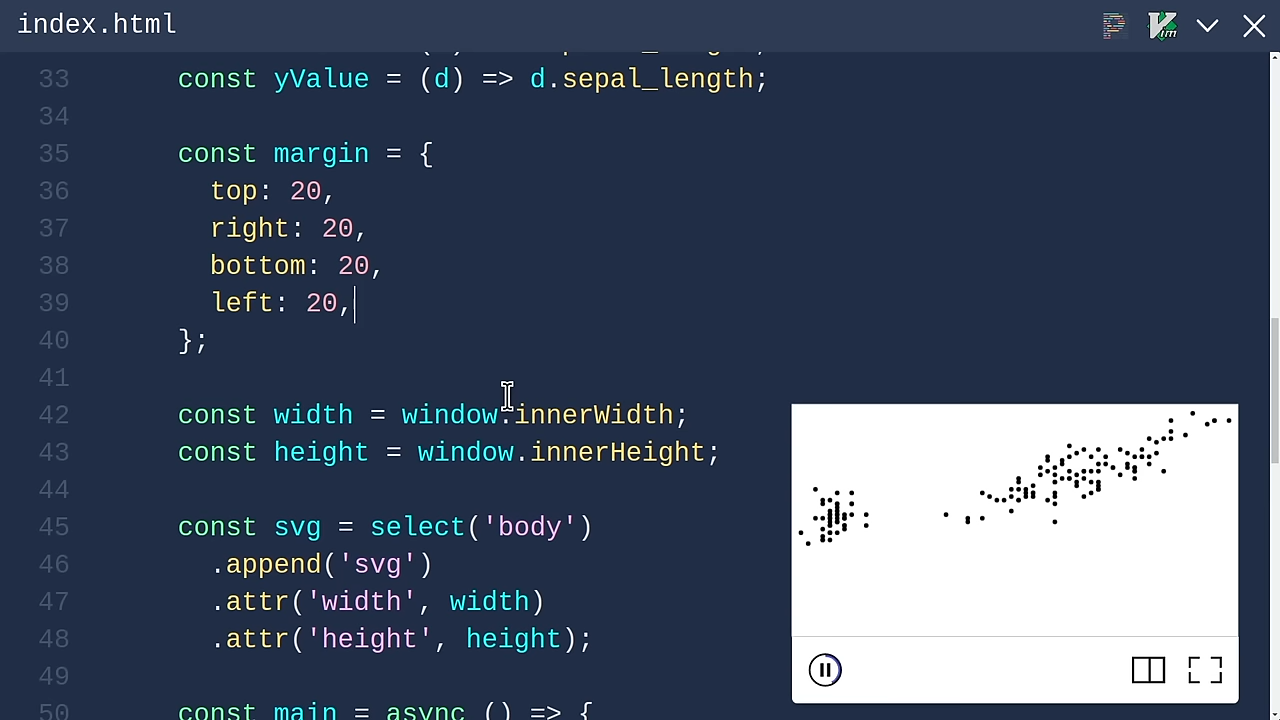 index.html
33 const yValue = (d) => d.sepal_length;
34
35 const margin = {
36 top: 20,
37 right: 20,
38 bottom: 20,
39 left: 20,
40 };
41
42 const width = window.innerWidth;
43 const height = window.innerHeight;
44
45 const svg = select('body')
46 .append('svg')
47 .attr('width', width)
48 .attr('height', height);
49
50 const main = async () => {